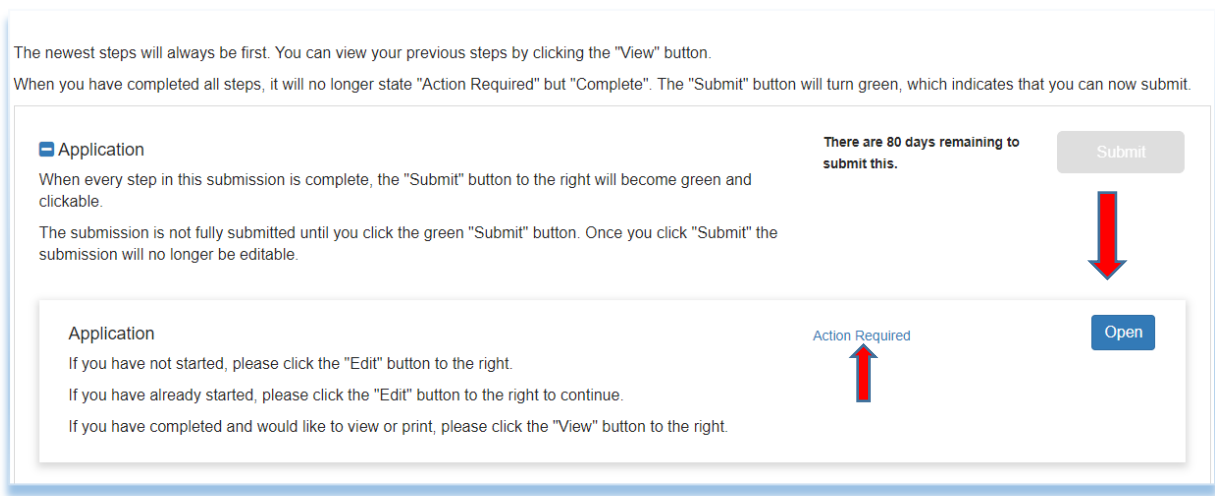 The newest steps will always be first. You can view your previous steps by clicking the "View" button.
When you have completed all steps, it will no longer state "Action Required" but "Complete". The "Submit" button will turn green, which indicates that you can now submit.
Application
There are 80 days remaining to
submit this.
Submit
When every step in this submission is complete, the "Submit" button to the right will become green and
clickable.
The submission is not fully submitted until you click the green "Submit" button. Once you click "Submit" the
submission will no longer be editable.
Application
Action Required
Open
If you have not started, please click the "Edit" button to the right.
If you have already started, please click the "Edit" button to the right to continue.
If you have completed and would like to view or print, please click the "View" button to the right.